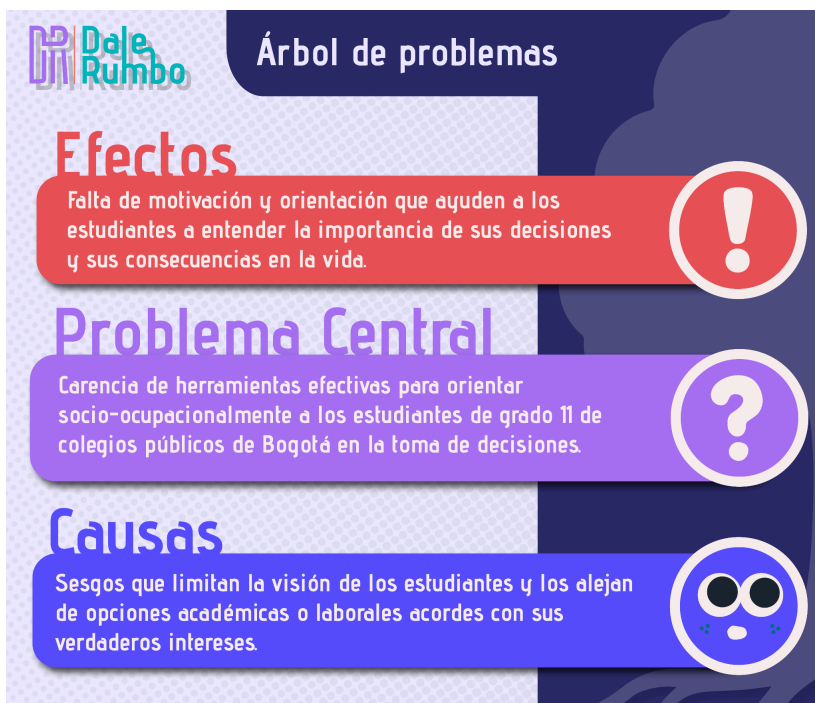 Dale
Rumbo
Árbol de problemas
Efectos
Falta de motivación y orientación que ayuden a los
estudiantes a entender la importancia de sus decisiones
y sus consecuencias en la vida.
!
Problema Central
Carencia de herramientas efectivas para orientar
socio-ocupacionalmente a los estudiantes de grado 11 de
colegios públicos de Bogotá en la toma de decisiones.
?
Causas
Sesgos que limitan la visión de los estudiantes y los alejan
de opciones académicas o laborales acordes con sus
verdaderos intereses.